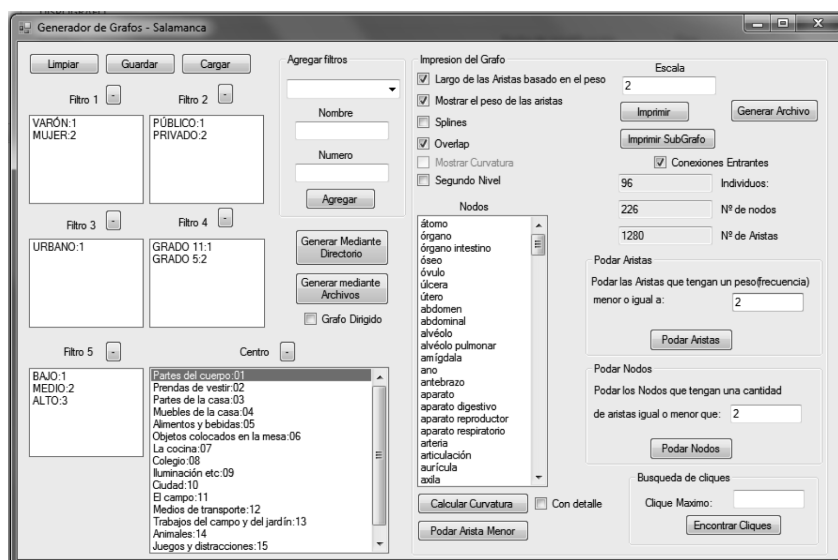 Generador de Grafos - Salamanca
Limpiar
Guardar
Cargar
Filtro 1
-
Filtro 2
-
VARÓN:1
MUJER:2
PÚBLICO:1
PRIVADO:2
Filtro 3
-
Filtro 4
-
URBANO:1
GRADO 11:1
GRADO 5:2
Filtro 5
-
Centro
-
BAJO:1
MEDIO:2
ALTO:3
Partes del cuerpo:01
Prendas de vestir:02
Partes de la casa:03
Muebles de la casa:04
Alimentos y bebidas:05
Objetos colocados en la mesa:06
La cocina:07
Colegio:08
Iluminación etc:09
Ciudad:10
El campo:11
Medios de transporte:12
Trabajos del campo y del jardín:13
Animales:14
Juegos y distracciones:15
Agregar filtros
Nombre
Numero
Agregar
Generar Mediante
Directorio
Generar mediante
Archivos
Grafo Dirigido
Impresion del Grafo
Largo de las Aristas basado en el peso
Mostrar el peso de las aristas
Splines
Overlap
Mostrar Curvatura
Segundo Nivel
Nodos
átomo
órgano
órgano intestino
óseo
óvulo
úlcera
útero
abdomen
abdominal
alvéolo
alvéolo pulmonar
amígdala
ano
antebrazo
aparato
aparato digestivo
aparato reproductor
aparato respiratorio
arteria
articulación
aurícula
axila
Calcular Curvatura
Con detalle
Podar Arista Menor
Escala
2
Imprimir
Generar Archivo
Imprimir SubGrafo
Conexiones Entrantes
96
Individuos:
226
Nº de nodos
1280
Nº de Aristas
Podar Aristas
Podar las Aristas que tengan un peso(frecuencia)
menor o igual a:
2
Podar Aristas
Podar Nodos
Podar los Nodos que tengan una cantidad
de aristas igual o menor que:
2
Podar Nodos
Busqueda de cliques
Clique Maximo:
Encontrar Cliques